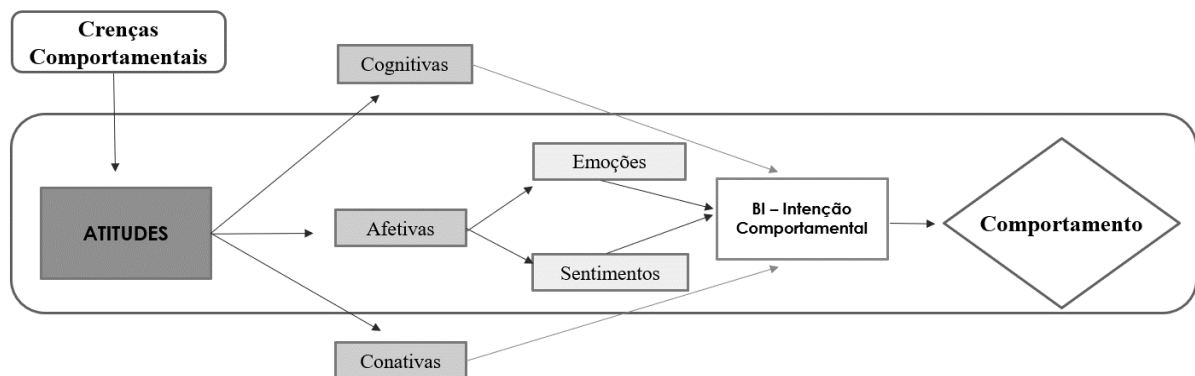 Crenças
Comportamentais
Cognitivas
Emoções
ATITUDES
Afetivas
BI – Intenção
Comportamental
Comportamento
Sentimentos
Conativas